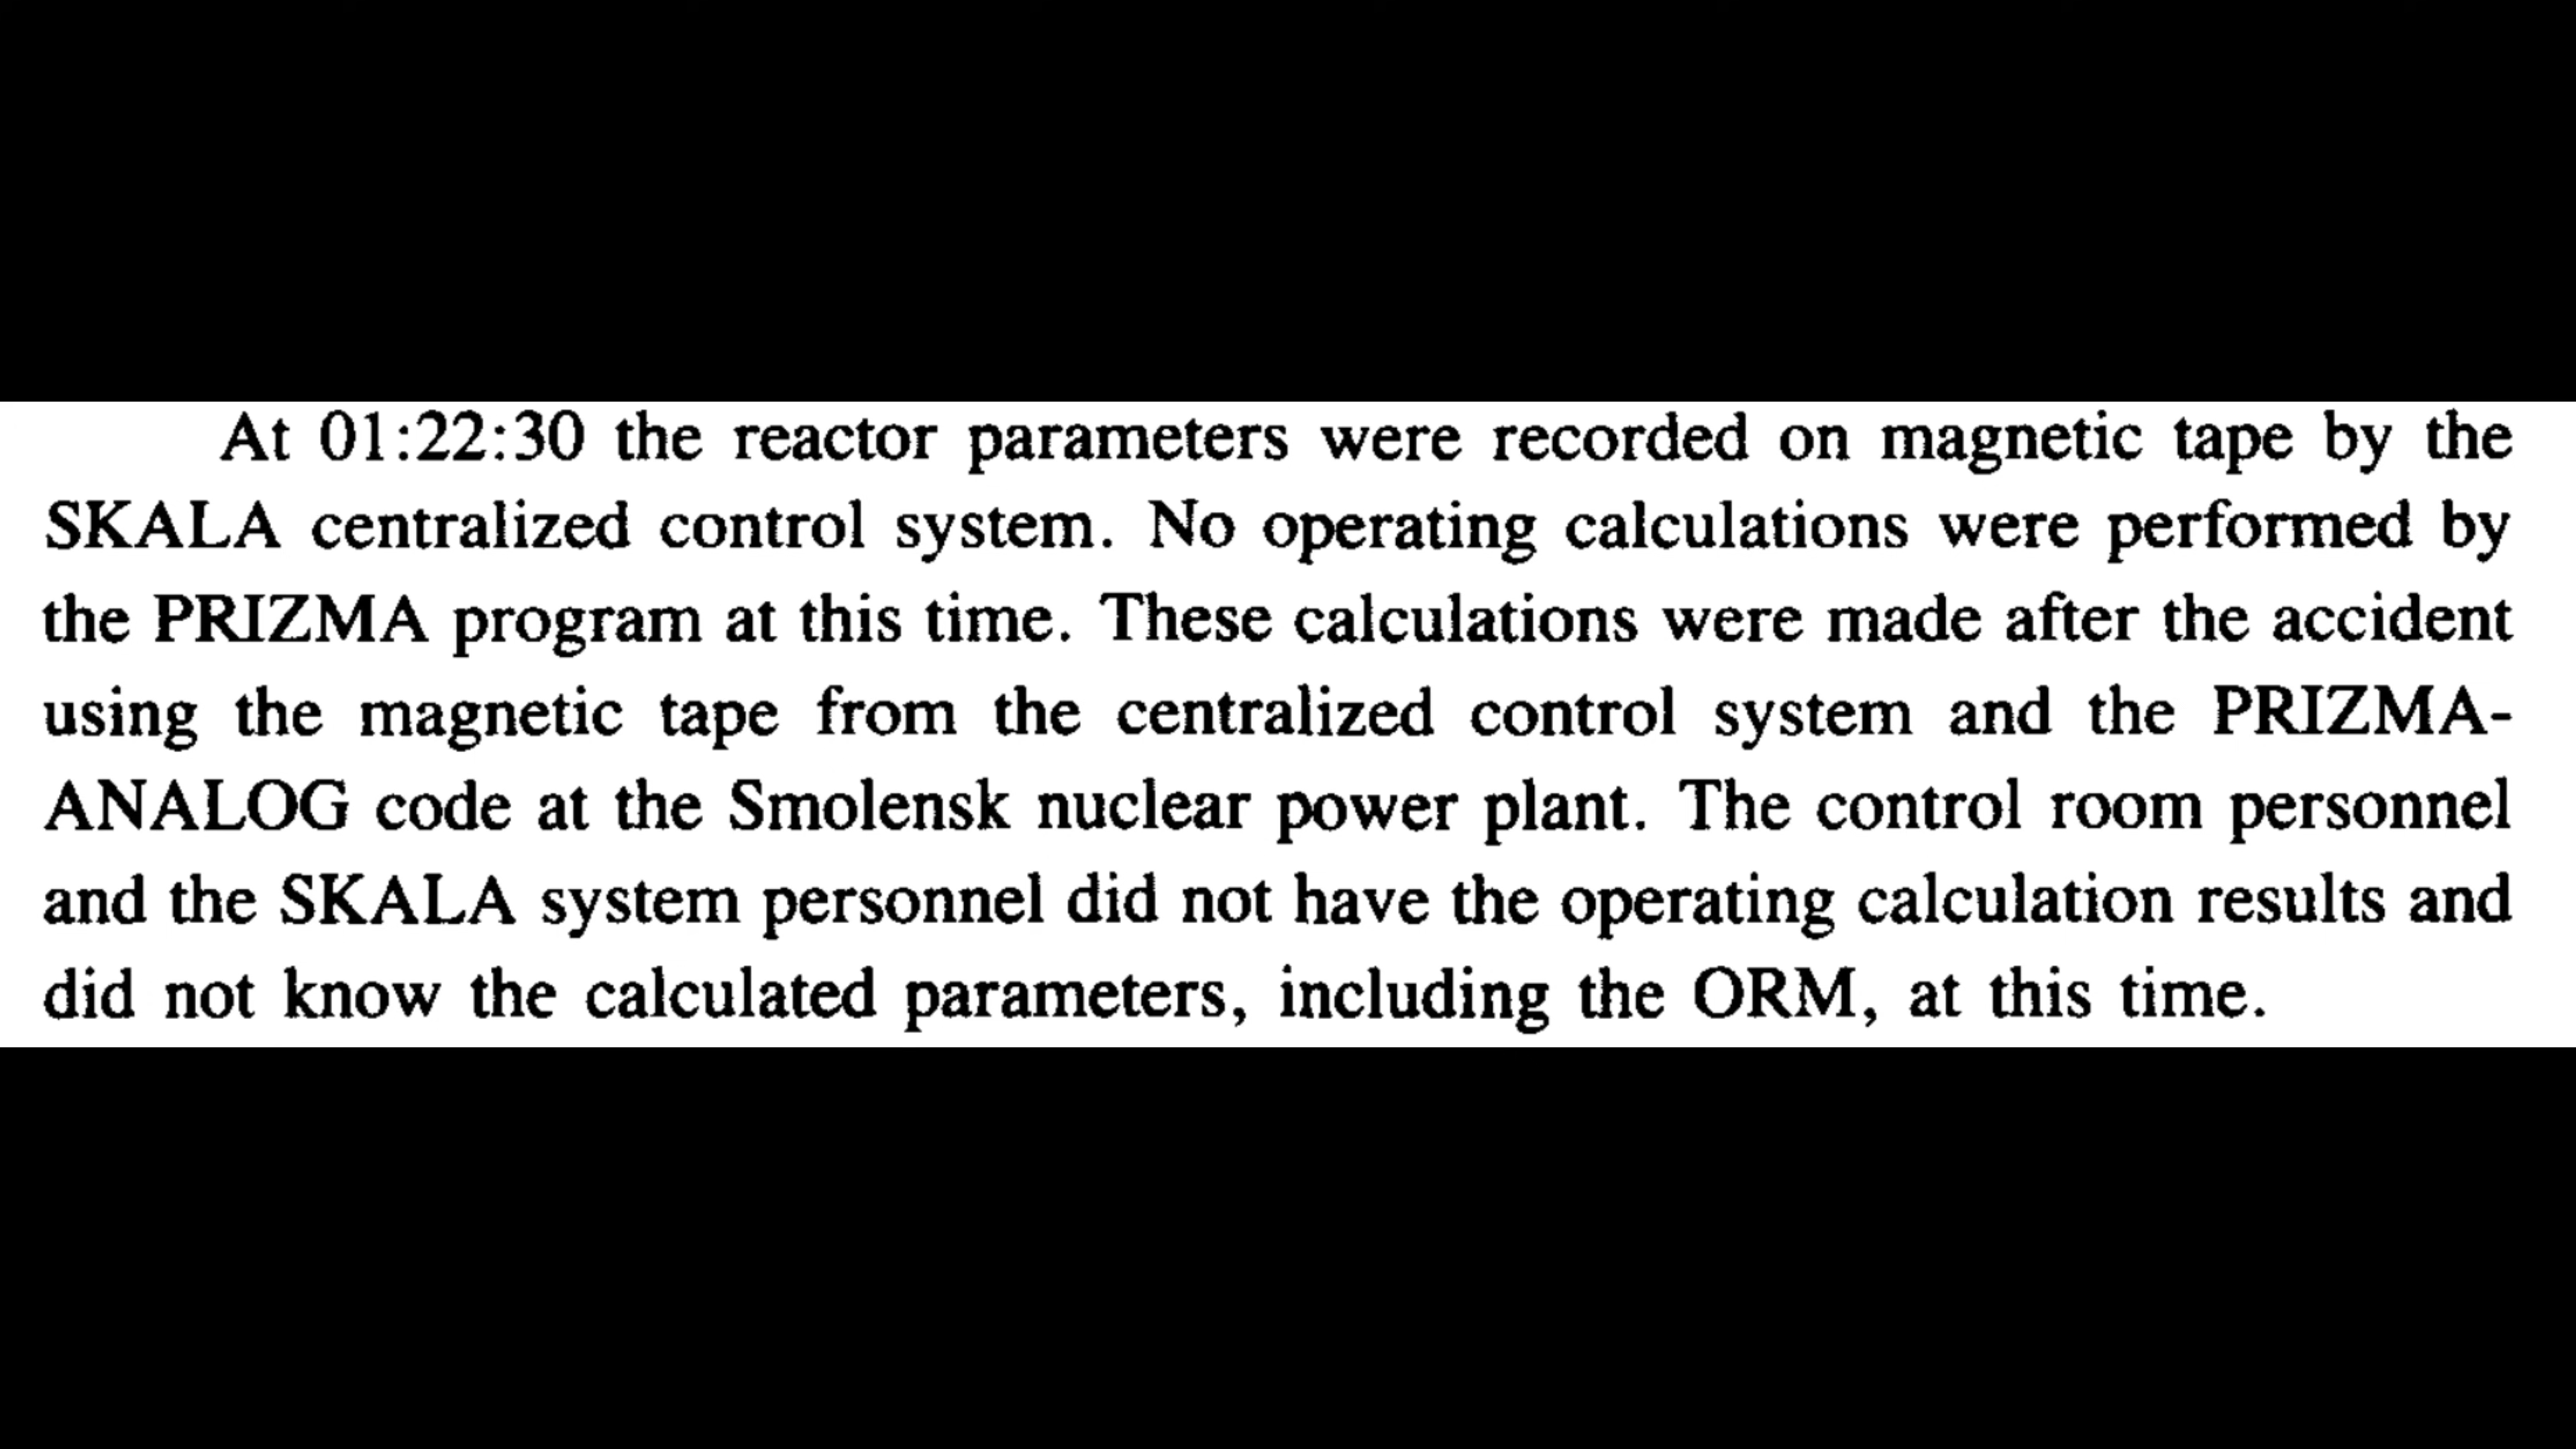 At 01:22:30 the reactor parameters were recorded on magnetic tape by the
SKALA centralized control system. No operating calculations were performed by
the PRIZMA program at this time. These calculations were made after the accident
using the magnetic tape from the centralized control system and the PRIZMA-
ANALOG code at the Smolensk nuclear power plant. The control room personnel
and the SKALA system personnel did not have the operating calculation results and
did not know the calculated parameters, including the ORM, at this time.